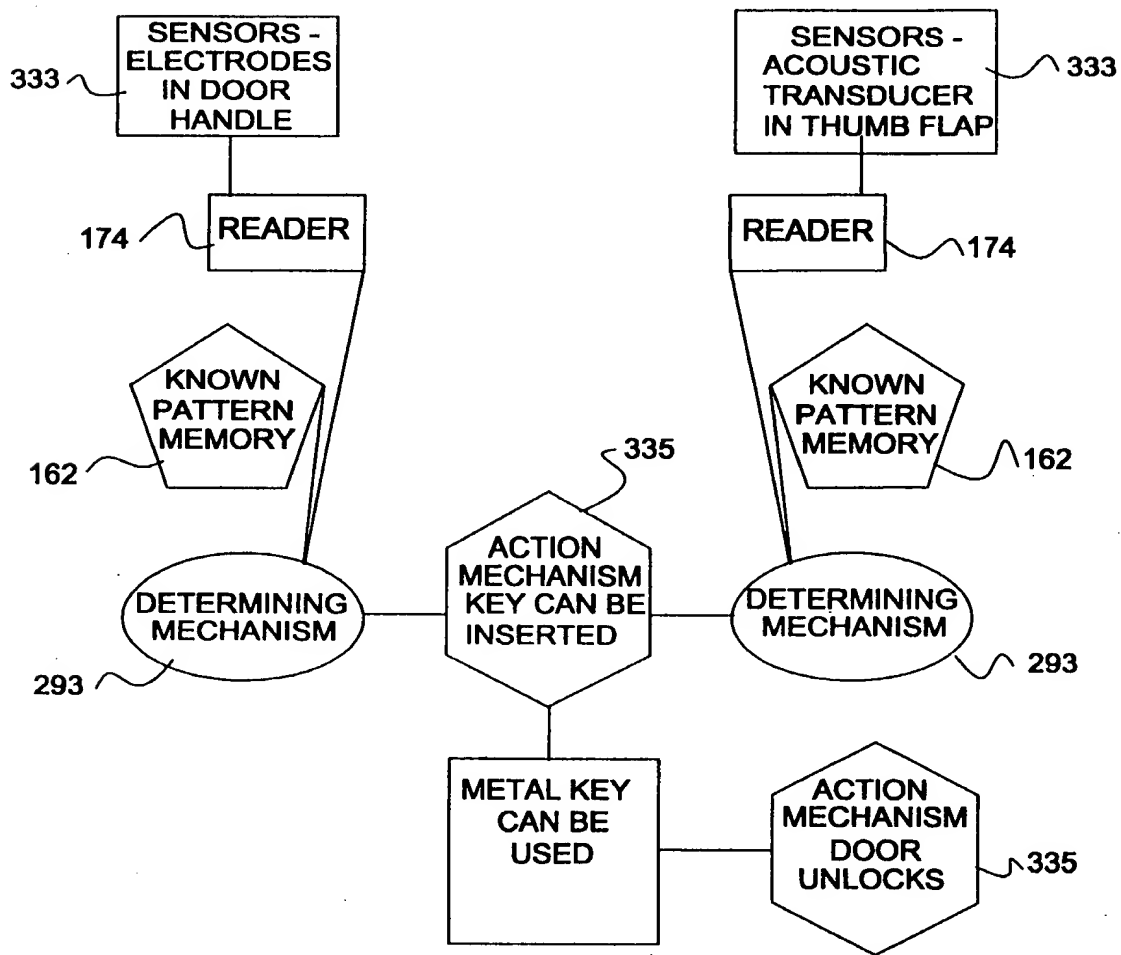 SENSORS -
ELECTRODES
IN DOOR
HANDLE
333
SENSORS -
ACOUSTIC
TRANSDUCER
IN THUMB FLAP
333
READER
174
READER
174
KNOWN
PATTERN
MEMORY
162
KNOWN
PATTERN
MEMORY
162
335
DETERMINING
MECHANISM
293
ACTION
MECHANISM
KEY CAN BE
INSERTED
DETERMINING
MECHANISM
293
METAL KEY
CAN BE
USED
ACTION
MECHANISM
DOOR
UNLOCKS
335